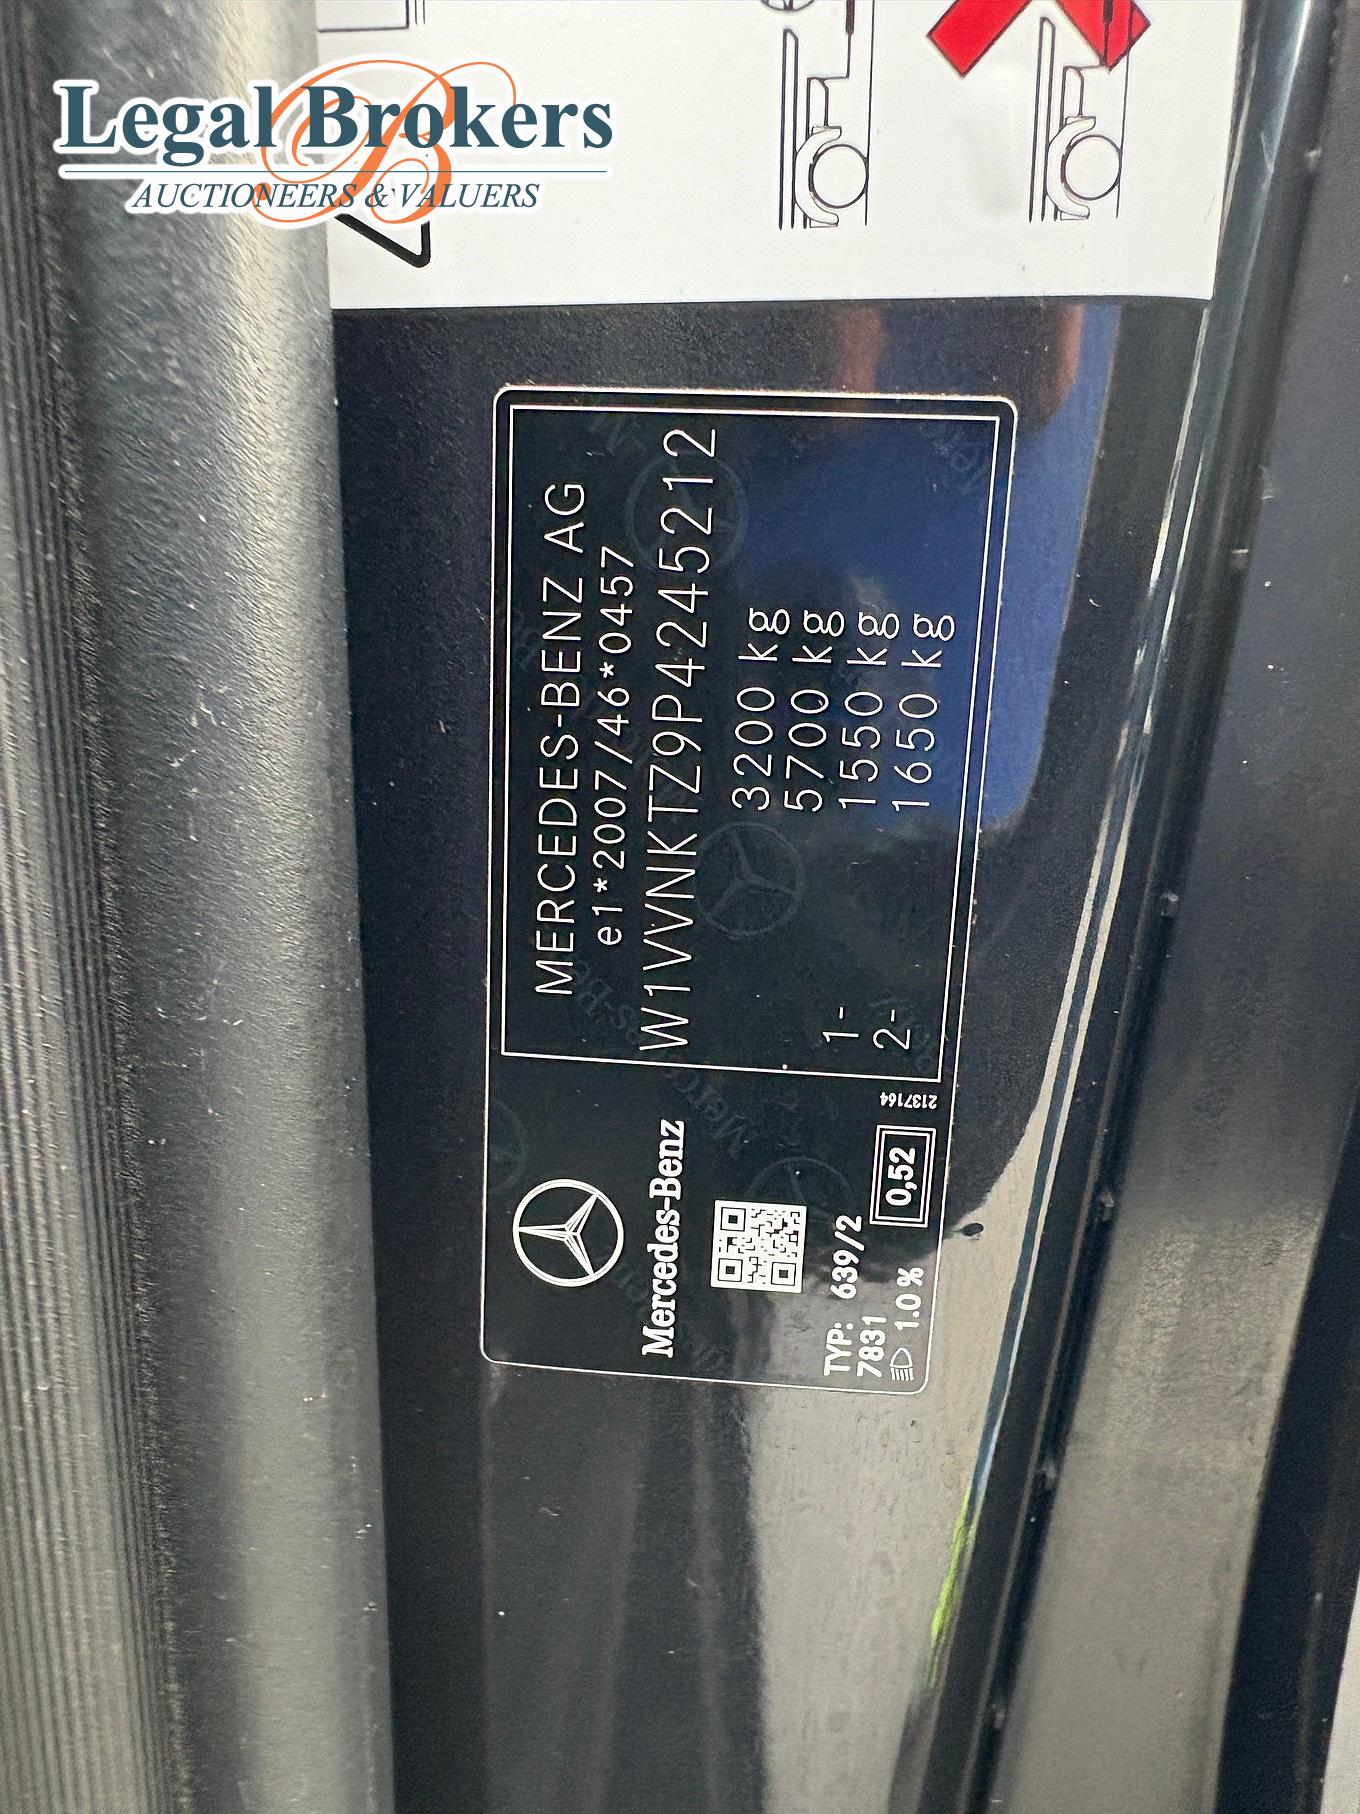 Legal Brokers
AUCTIONEERS & VALUERS
MERCEDES-BENZ AG
e1*2007/46*0457
W1VVNKTZ9P4245212
3200 kg
5700 kg
1- 1550 kg
2- 1650 kg
Mercedes-Benz
TYP: 639/2
7831
1.0 %
0,52
2137164